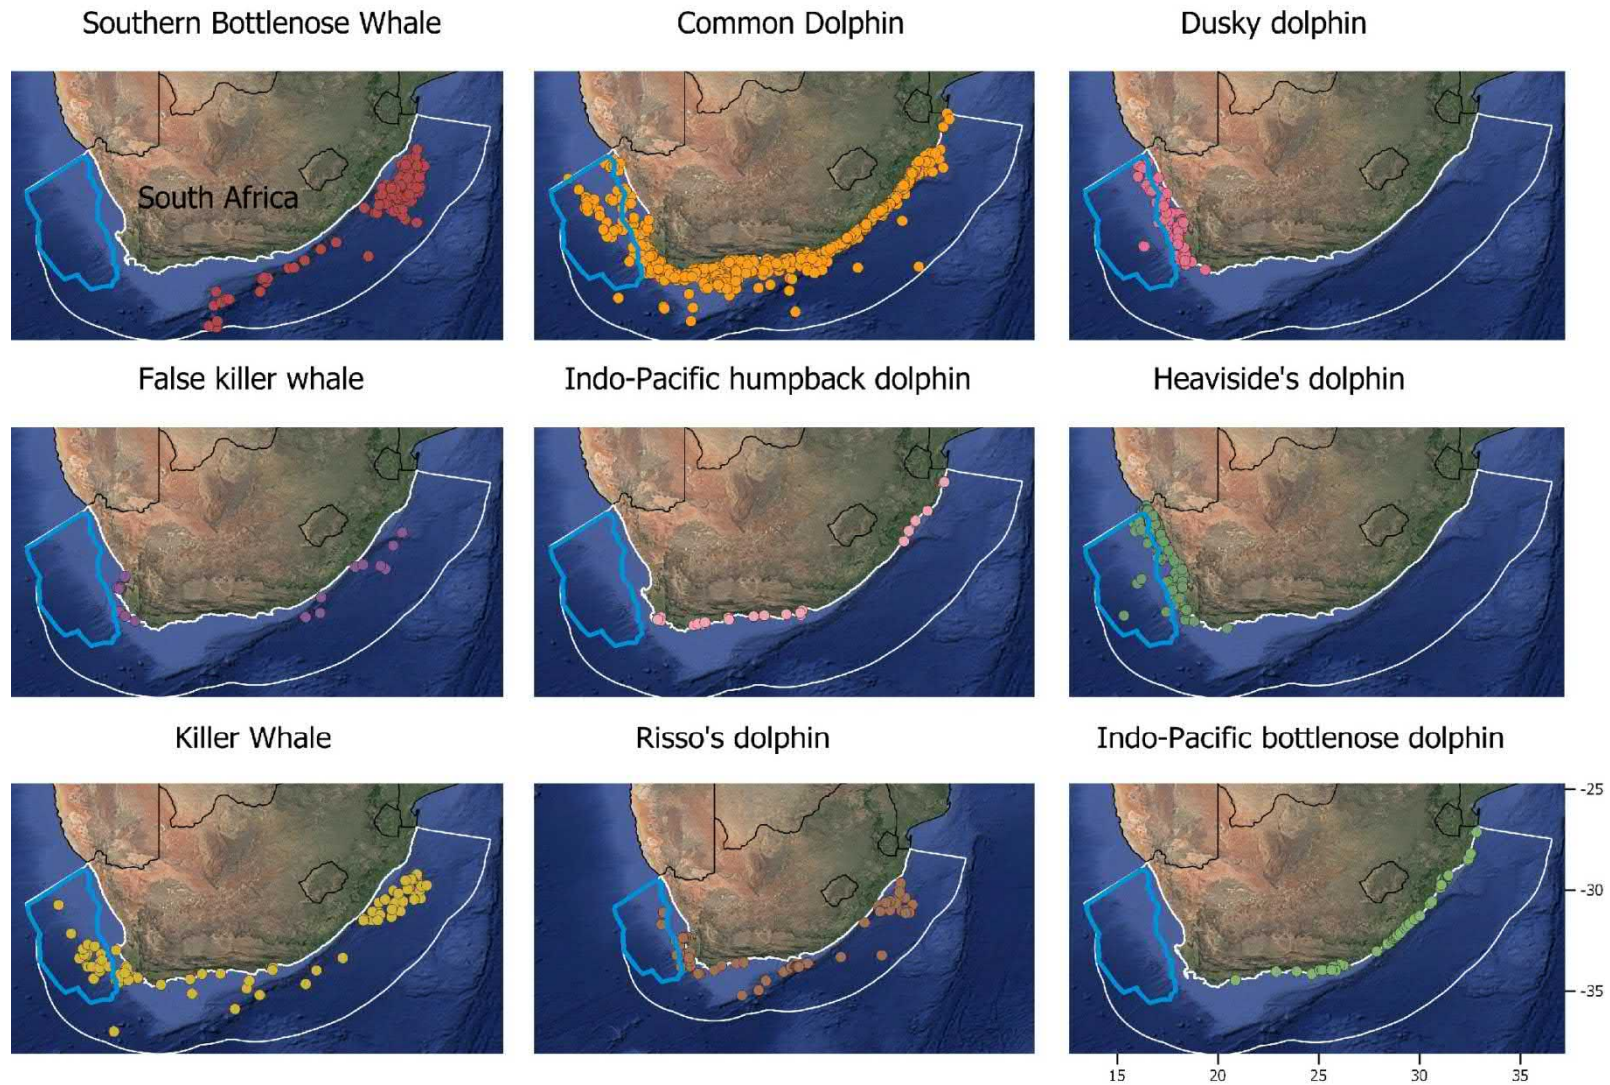 Southern Bottlenose Whale
Common Dolphin
Dusky dolphin
South Africa
False killer whale
Indo-Pacific humpback dolphin
Heaviside's dolphin
Killer Whale
Risso's dolphin
Indo-Pacific bottlenose dolphin
-25
-30
-35
15 20 25 30 35